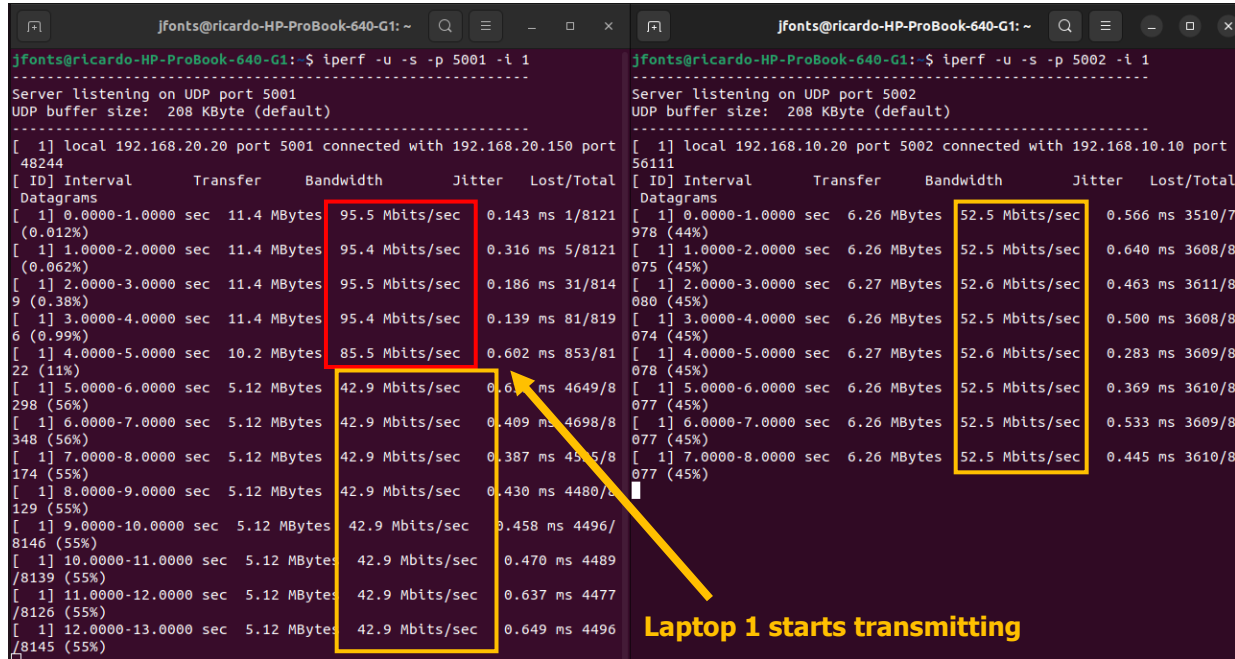 jfonts@ricardo-HP-ProBook-640-G1: ~
jfonts@ricardo-HP-ProBook-640-G1:~$ iperf -u -s -p 5001 -i 1
------------------------------------------------------------
Server listening on UDP port 5001
UDP buffer size:  208 KByte (default)
------------------------------------------------------------
[  1] local 192.168.20.20 port 5001 connected with 192.168.20.150 port
48244
[ ID] Interval       Transfer     Bandwidth        Jitter   Lost/Total
Datagrams
[  1] 0.0000-1.0000 sec  11.4 MBytes  95.5 Mbits/sec   0.143 ms 1/8121
(0.012%)
[  1] 1.0000-2.0000 sec  11.4 MBytes  95.4 Mbits/sec   0.316 ms 5/8121
(0.062%)
[  1] 2.0000-3.0000 sec  11.4 MBytes  95.5 Mbits/sec   0.186 ms 31/814
9 (0.38%)
[  1] 3.0000-4.0000 sec  11.4 MBytes  95.4 Mbits/sec   0.139 ms 81/819
6 (0.99%)
[  1] 4.0000-5.0000 sec  10.2 MBytes  85.5 Mbits/sec   0.602 ms 853/81
22 (11%)
[  1] 5.0000-6.0000 sec  5.12 MBytes  42.9 Mbits/sec   ms 4649/8
298 (56%)
[  1] 6.0000-7.0000 sec  5.12 MBytes  42.9 Mbits/sec   0.409 ms 4698/8
348 (56%)
[  1] 7.0000-8.0000 sec  5.12 MBytes  42.9 Mbits/sec   0.387 ms
174 (55%)
[  1] 8.0000-9.0000 sec  5.12 MBytes  42.9 Mbits/sec   0.430 ms 4480/8
129 (55%)
[  1] 9.0000-10.0000 sec  5.12 MBytes  42.9 Mbits/sec   0.458 ms 4496/
8146 (55%)
[  1] 10.0000-11.0000 sec  5.12 MBytes  42.9 Mbits/sec   0.470 ms 4489
/8139 (55%)
[  1] 11.0000-12.0000 sec  5.12 MBytes  42.9 Mbits/sec   0.637 ms 4477
/8126 (55%)
[  1] 12.0000-13.0000 sec  5.12 MBytes  42.9 Mbits/sec   0.649 ms 4496
/8145 (55%)
jfonts@ricardo-HP-ProBook-640-G1: ~
jfonts@ricardo-HP-ProBook-640-G1:~$ iperf -u -s -p 5002 -i 1
------------------------------------------------------------
Server listening on UDP port 5002
UDP buffer size:  208 KByte (default)
------------------------------------------------------------
[  1] local 192.168.10.20 port 5002 connected with 192.168.10.10 port
56111
[ ID] Interval       Transfer     Bandwidth        Jitter   Lost/Total
Datagrams
[  1] 0.0000-1.0000 sec  6.26 MBytes  52.5 Mbits/sec   0.566 ms 3510/7
978 (44%)
[  1] 1.0000-2.0000 sec  6.26 MBytes  52.5 Mbits/sec   0.640 ms 3608/8
075 (45%)
[  1] 2.0000-3.0000 sec  6.27 MBytes  52.6 Mbits/sec   0.463 ms 3611/8
080 (45%)
[  1] 3.0000-4.0000 sec  6.26 MBytes  52.5 Mbits/sec   0.500 ms 3608/8
074 (45%)
[  1] 4.0000-5.0000 sec  6.27 MBytes  52.6 Mbits/sec   0.283 ms 3609/8
078 (45%)
[  1] 5.0000-6.0000 sec  6.26 MBytes  52.5 Mbits/sec   0.369 ms 3610/8
077 (45%)
[  1] 6.0000-7.0000 sec  6.26 MBytes  52.5 Mbits/sec   0.533 ms 3609/8
077 (45%)
[  1] 7.0000-8.0000 sec  6.26 MBytes  52.5 Mbits/sec   0.445 ms 3610/8
077 (45%)
Laptop 1 starts transmitting